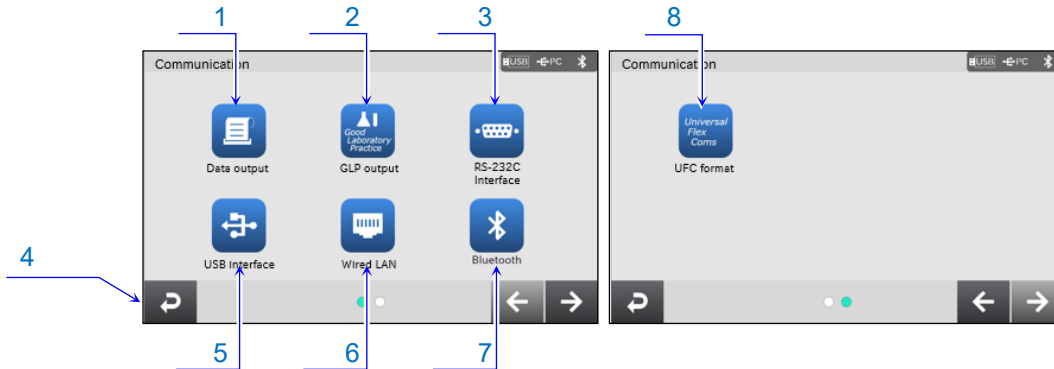 1
2
3
8
Communication
USB
PC
Communication
USB
PC
Good
Laboratory
Practice
Universal
Flex
Coms
Data output
GLP output
RS-232C
Interface
UFC format
4
USB Interface
Wired LAN
Bluetooth
5
6
7